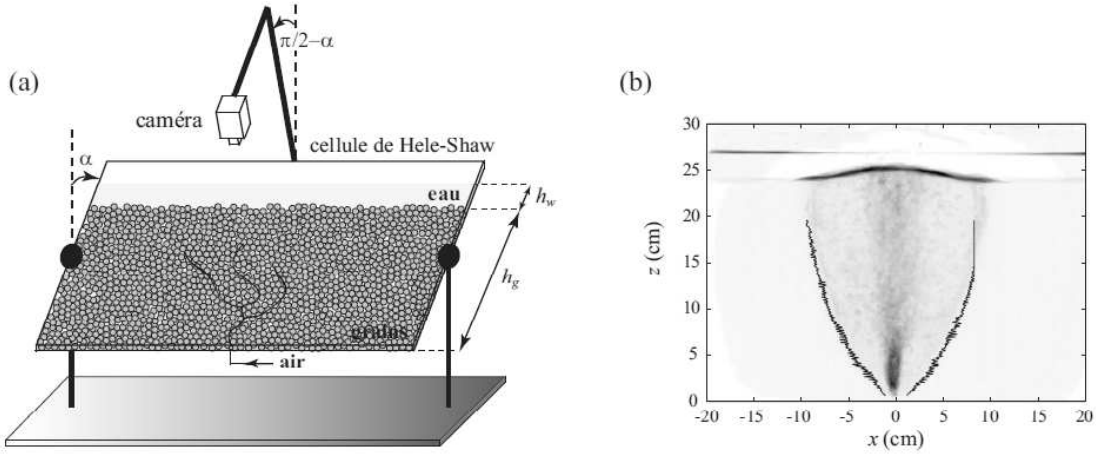 (a)
π/2−α
caméra
cellule de Hele-Shaw
α
eau
h_w
h_g
grains
air
(b)
30
25
20
15
10
5
0
z (cm)
-20 -15 -10 -5 0 5 10 15 20
x (cm)